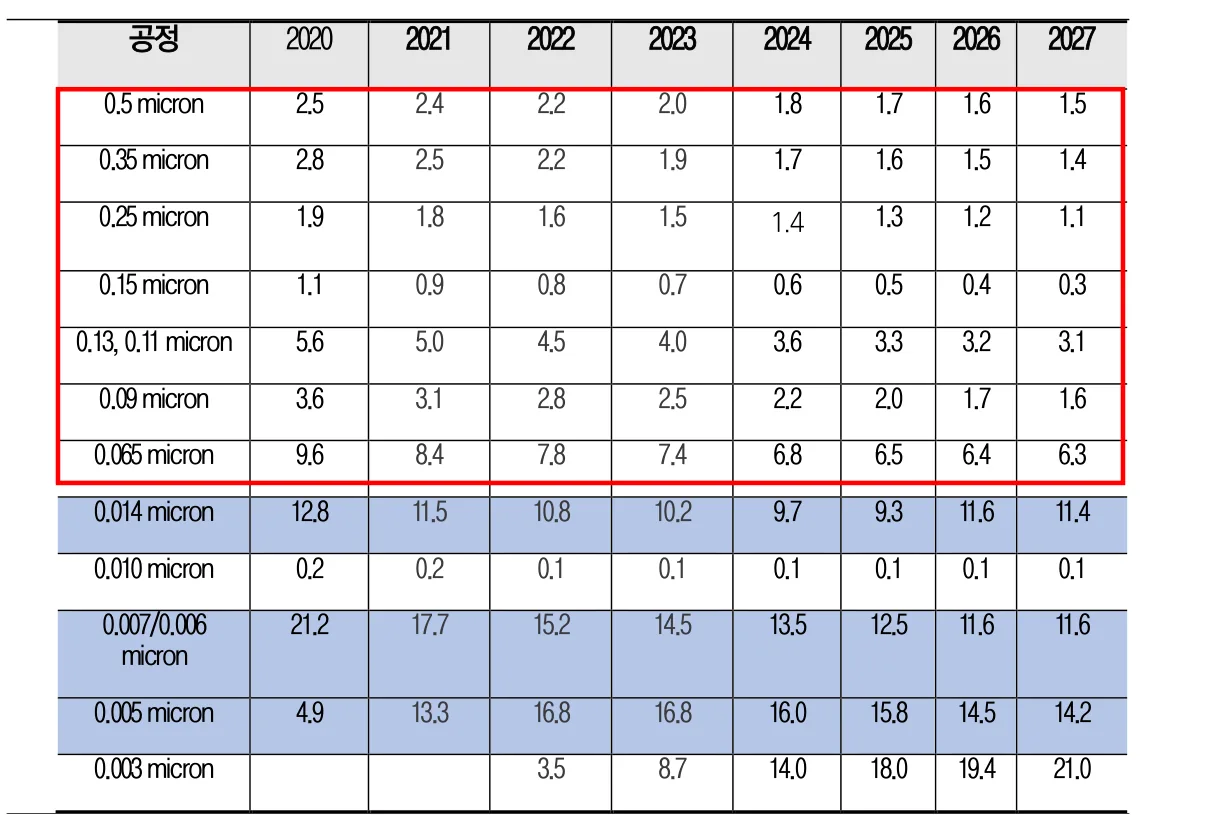 공정 2020 2021 2022 2023 2024 2025 2026 2027
0.5 micron 2.5 2.4 2.2 2.0 1.8 1.7 1.6 1.5
0.35 micron 2.8 2.5 2.2 1.9 1.7 1.6 1.5 1.4
0.25 micron 1.9 1.8 1.6 1.5 1.4 1.3 1.2 1.1
0.15 micron 1.1 0.9 0.8 0.7 0.6 0.5 0.4 0.3
0.13, 0.11 micron 5.6 5.0 4.5 4.0 3.6 3.3 3.2 3.1
0.09 micron 3.6 3.1 2.8 2.5 2.2 2.0 1.7 1.6
0.065 micron 9.6 8.4 7.8 7.4 6.8 6.5 6.4 6.3
0.014 micron 12.8 11.5 10.8 10.2 9.7 9.3 11.6 11.4
0.010 micron 0.2 0.2 0.1 0.1 0.1 0.1 0.1 0.1
0.007/0.006 21.2 17.7 15.2 14.5 13.5 12.5 11.6 11.6
micron
0.005 micron 4.9 13.3 16.8 16.8 16.0 15.8 14.5 14.2
0.003 micron 3.5 8.7 14.0 18.0 19.4 21.0